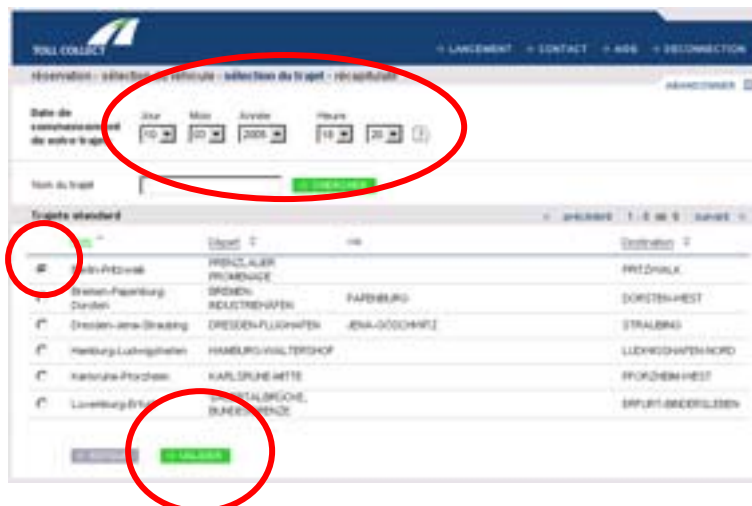 TOLL COLLECT
LANCEMENT CONTACT AIDE DECONNECTION
réservation - sélection du véhicule - sélection du trajet - récapitulatif
ABANDONNER
Date de
commencement
de votre trajet
Jour Mois Année Heure
10 03 2005 20 ?
Nom du trajet
CHERCHER
Trajets standard précédent 1 - 6 de 6 suivant
Départ via Destination
Berlin-Pritzwalk PRENZLAUER PROMENADE PRITZWALK
Bremen-Papenburg-Dorsten BREMEN-INDUSTRIEHÄFEN PAPENBURG DORSTEN-WEST
Dresden-Jena-Straubing DRESDEN-FLUGHAFEN JENA-GÖSCHWITZ STRAUBING
Hamburg-Ludwigshafen HAMBURG-WALTERSHOF LUDWIGSHAFEN-NORD
Karlsruhe-Pforzheim KARLSRUHE-MITTE PFORZHEIM-WEST
Luxemburg-Erfurt BUNDESGRENZE ERFURT-BINDERSLEBEN
VALIDER